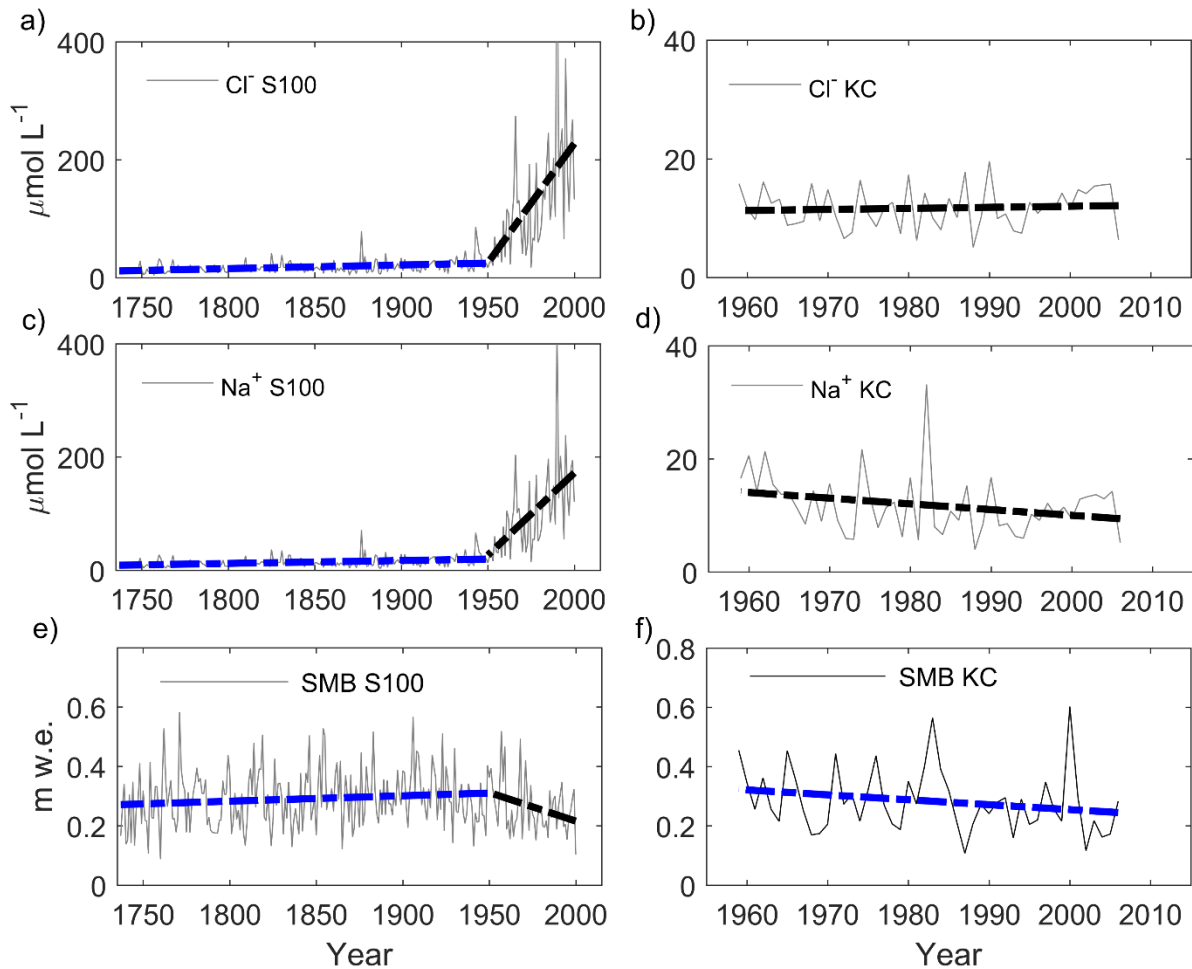 a)
400
200
0
μmol L⁻¹
Cl⁻ S100
1750 1800 1850 1900 1950 2000
b)
40
20
0
Cl⁻ KC
1960 1970 1980 1990 2000 2010
c)
400
200
0
μmol L⁻¹
Na⁺ S100
1750 1800 1850 1900 1950 2000
d)
40
20
0
Na⁺ KC
1960 1970 1980 1990 2000 2010
e)
0.6
0.4
0.2
0
m w.e.
SMB S100
1750 1800 1850 1900 1950 2000
Year
f)
0.8
0.6
0.4
0.2
0
SMB KC
1960 1970 1980 1990 2000 2010
Year